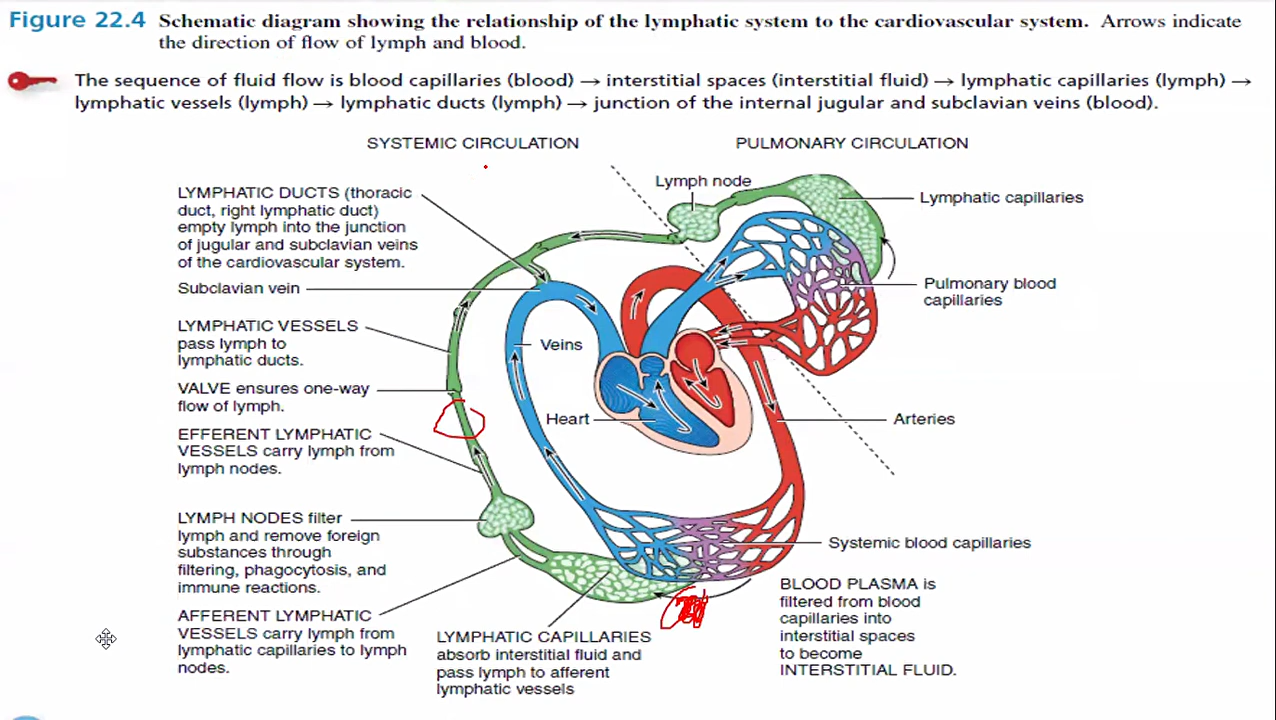 Figure 22.4 Schematic diagram showing the relationship of the lymphatic system to the cardiovascular system. Arrows indicate
the direction of flow of lymph and blood.
The sequence of fluid flow is blood capillaries (blood) → interstitial spaces (interstitial fluid) → lymphatic capillaries (lymph) →
lymphatic vessels (lymph) → lymphatic ducts (lymph) → junction of the internal jugular and subclavian veins (blood).
SYSTEMIC CIRCULATION
PULMONARY CIRCULATION
LYMPHATIC DUCTS (thoracic
duct, right lymphatic duct)
empty lymph into the junction
of jugular and subclavian veins
of the cardiovascular system.
Subclavian vein
LYMPHATIC VESSELS
pass lymph to
lymphatic ducts.
VALVE ensures one-way
flow of lymph.
EFFERENT LYMPHATIC
VESSELS carry lymph from
lymph nodes.
LYMPH NODES filter
lymph and remove foreign
substances through
filtering, phagocytosis, and
immune reactions.
AFFERENT LYMPHATIC
VESSELS carry lymph from
lymphatic capillaries to lymph
nodes.
Lymph node
Lymphatic capillaries
Pulmonary blood
capillaries
Veins
Heart
Arteries
Systemic blood capillaries
LYMPHATIC CAPILLARIES
absorb interstitial fluid and
pass lymph to afferent
lymphatic vessels
BLOOD PLASMA is
filtered from blood
capillaries into
interstitial spaces
to become
INTERSTITIAL FLUID.